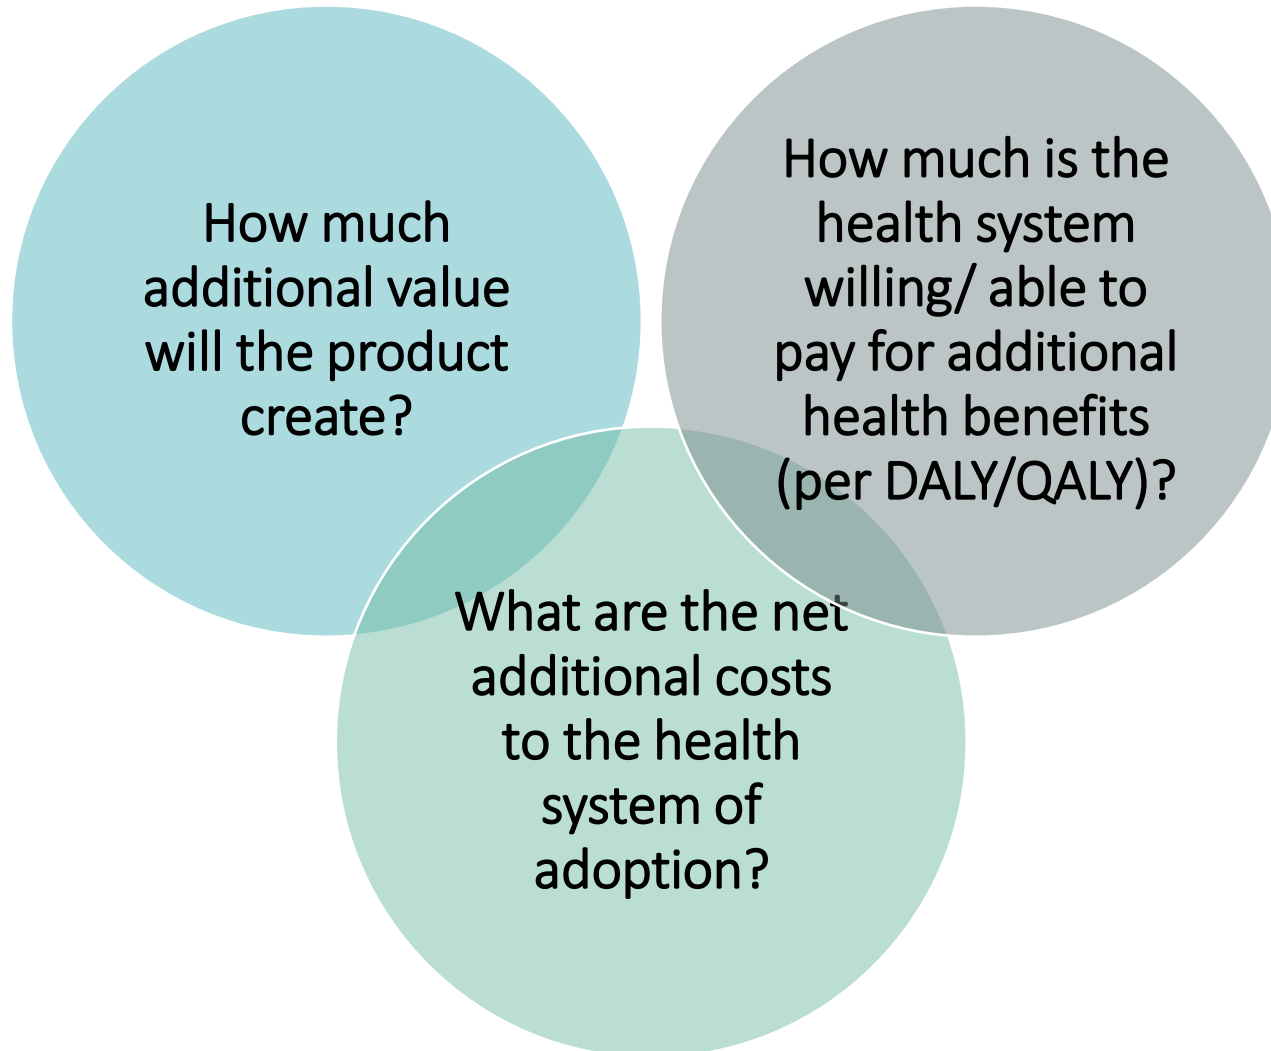 How much
additional value
will the product
create?
How much is the
health system
willing/ able to
pay for additional
health benefits
(per DALY/QALY)?
What are the net
additional costs
to the health
system of
adoption?